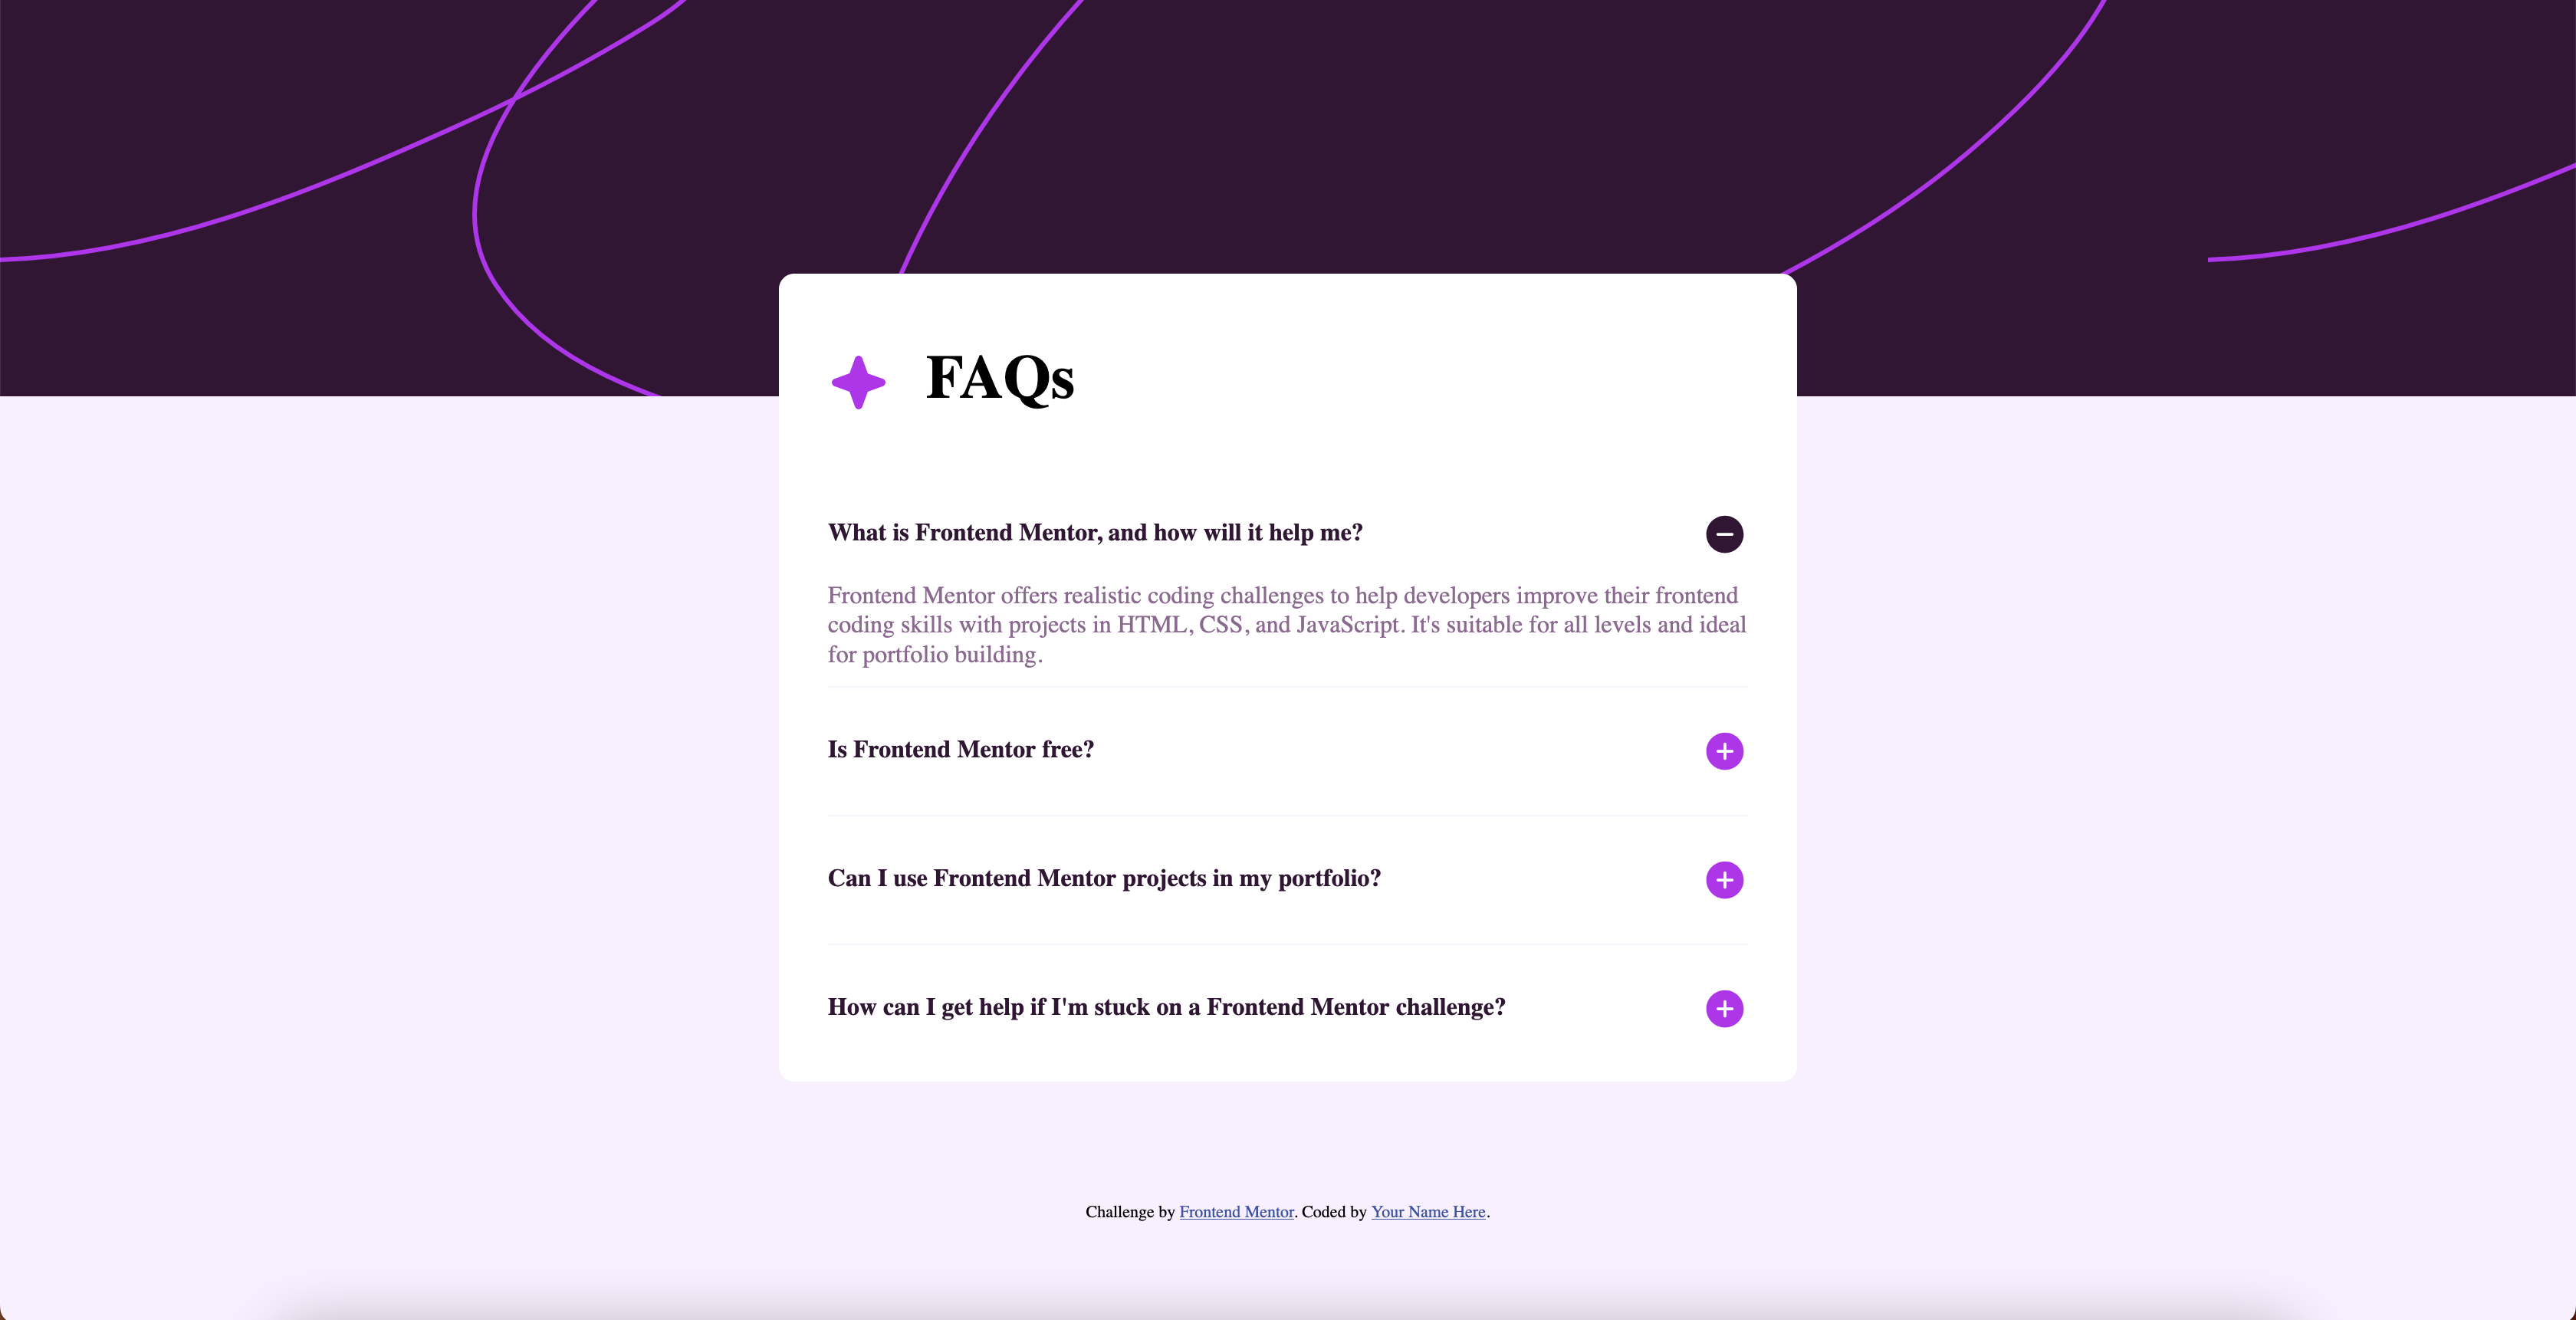 FAQs
What is Frontend Mentor, and how will it help me?
Frontend Mentor offers realistic coding challenges to help developers improve their frontend
coding skills with projects in HTML, CSS, and JavaScript. It's suitable for all levels and ideal
for portfolio building.
Is Frontend Mentor free?
Can I use Frontend Mentor projects in my portfolio?
How can I get help if I'm stuck on a Frontend Mentor challenge?
Challenge by Frontend Mentor. Coded by Your Name Here.